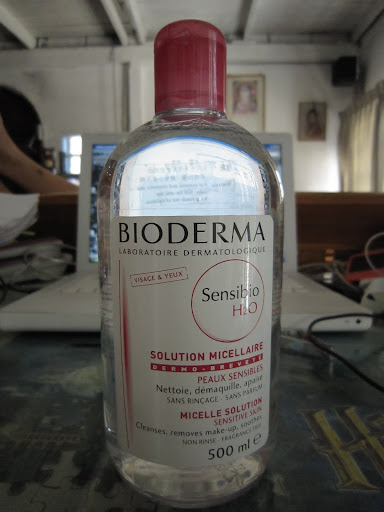 BIODERMA
LABORATOIRE DERMATOLOGIQUE
VISAGE & YEUX
Sensibio
H2O
SOLUTION MICELLAIRE
DERMO-BREVETÉ
PEAUX SENSIBLES
Nettoie, démaquille, apaise
SANS RINÇAGE - SANS PARFUM
MICELLE SOLUTION
SENSITIVE SKIN
Cleanses, removes make-up, soothes
NON RINSE - FRAGRANCE FREE
500 ml e